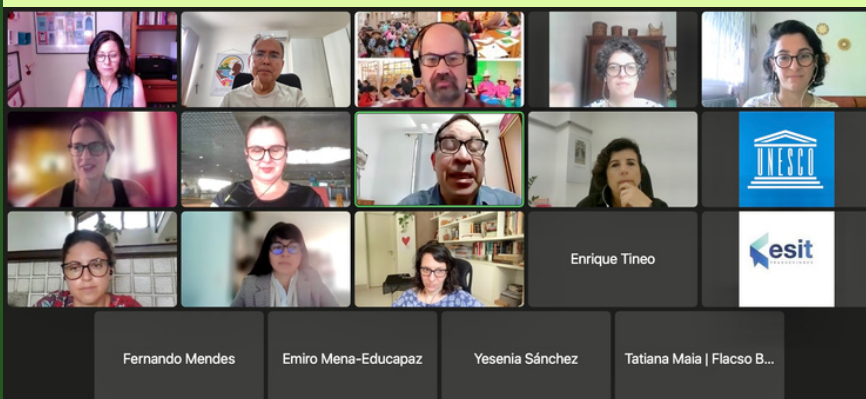 UNESCO
Enrique Tineo
esit
Fernando Mendes
Emiro Mena-Educapaz
Yesenia Sánchez
Tatiana Maia | Flacso B...